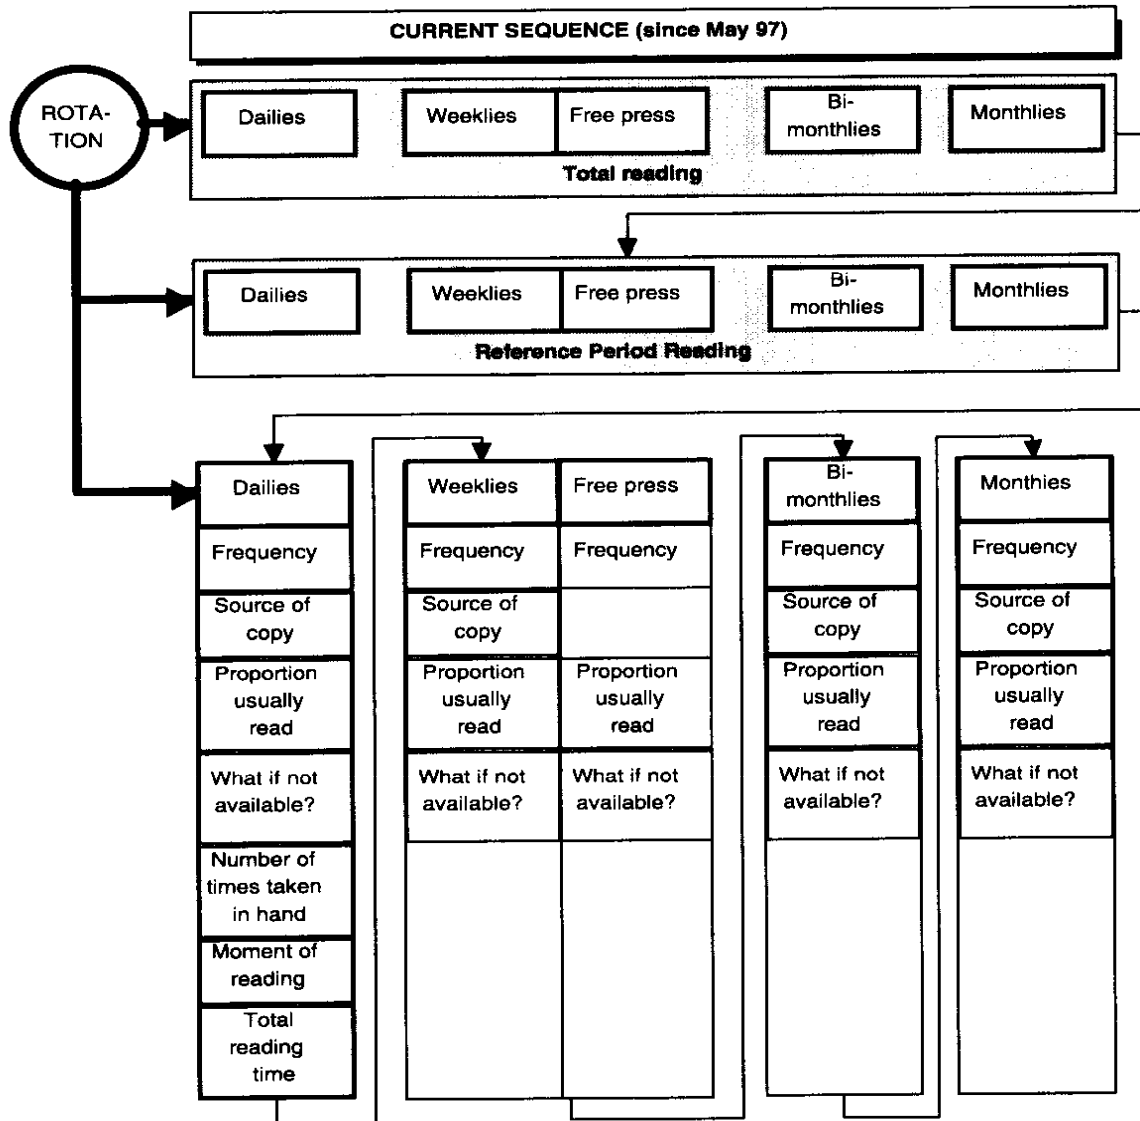 CURRENT SEQUENCE (since May 97)
ROTA-
TION
Dailies
Weeklies
Free press
Bi-
monthlies
Monthlies
Total reading
Dailies
Weeklies
Free press
Bi-
monthlies
Monthlies
Reference Period Reading
Dailies
Frequency
Source of
copy
Proportion
usually
read
What if not
available?
Number of
times taken
in hand
Moment of
reading
Total
reading
time
Weeklies
Frequency
Source of
copy
Proportion
usually
read
What if not
available?
Free press
Frequency
Proportion
usually
read
What if not
available?
Bi-
monthlies
Frequency
Source of
copy
Proportion
usually
read
What if not
available?
Monthies
Frequency
Source of
copy
Proportion
usually
read
What if not
available?